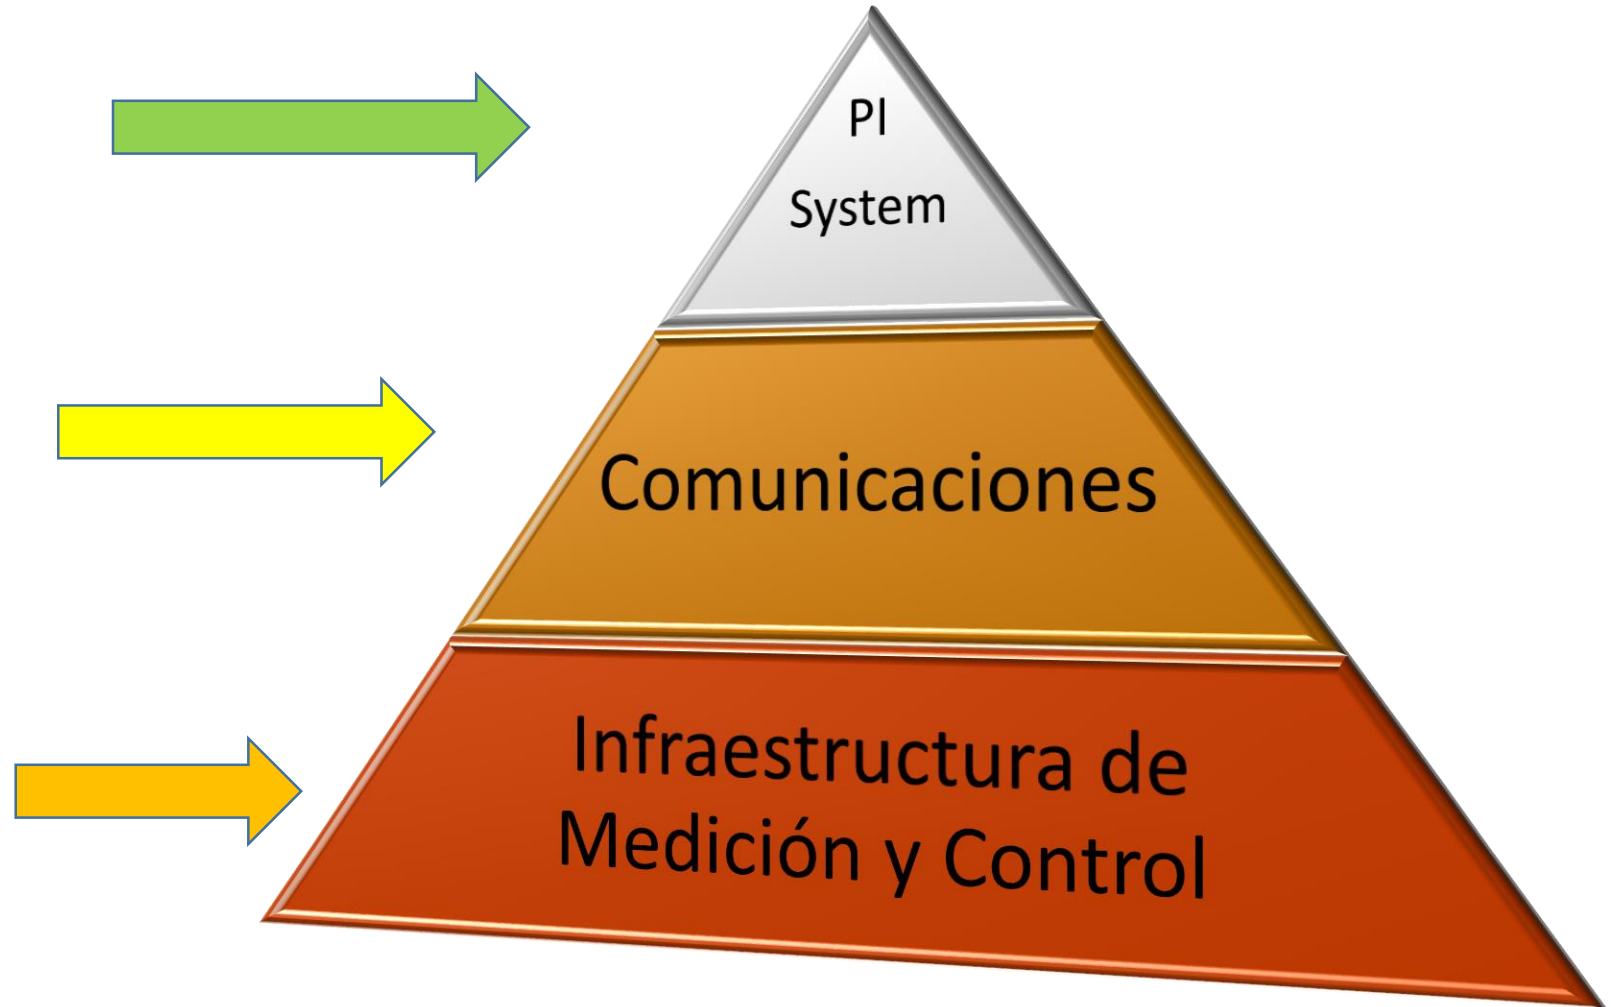 PI
System
Comunicaciones
Infraestructura de
Medición y Control